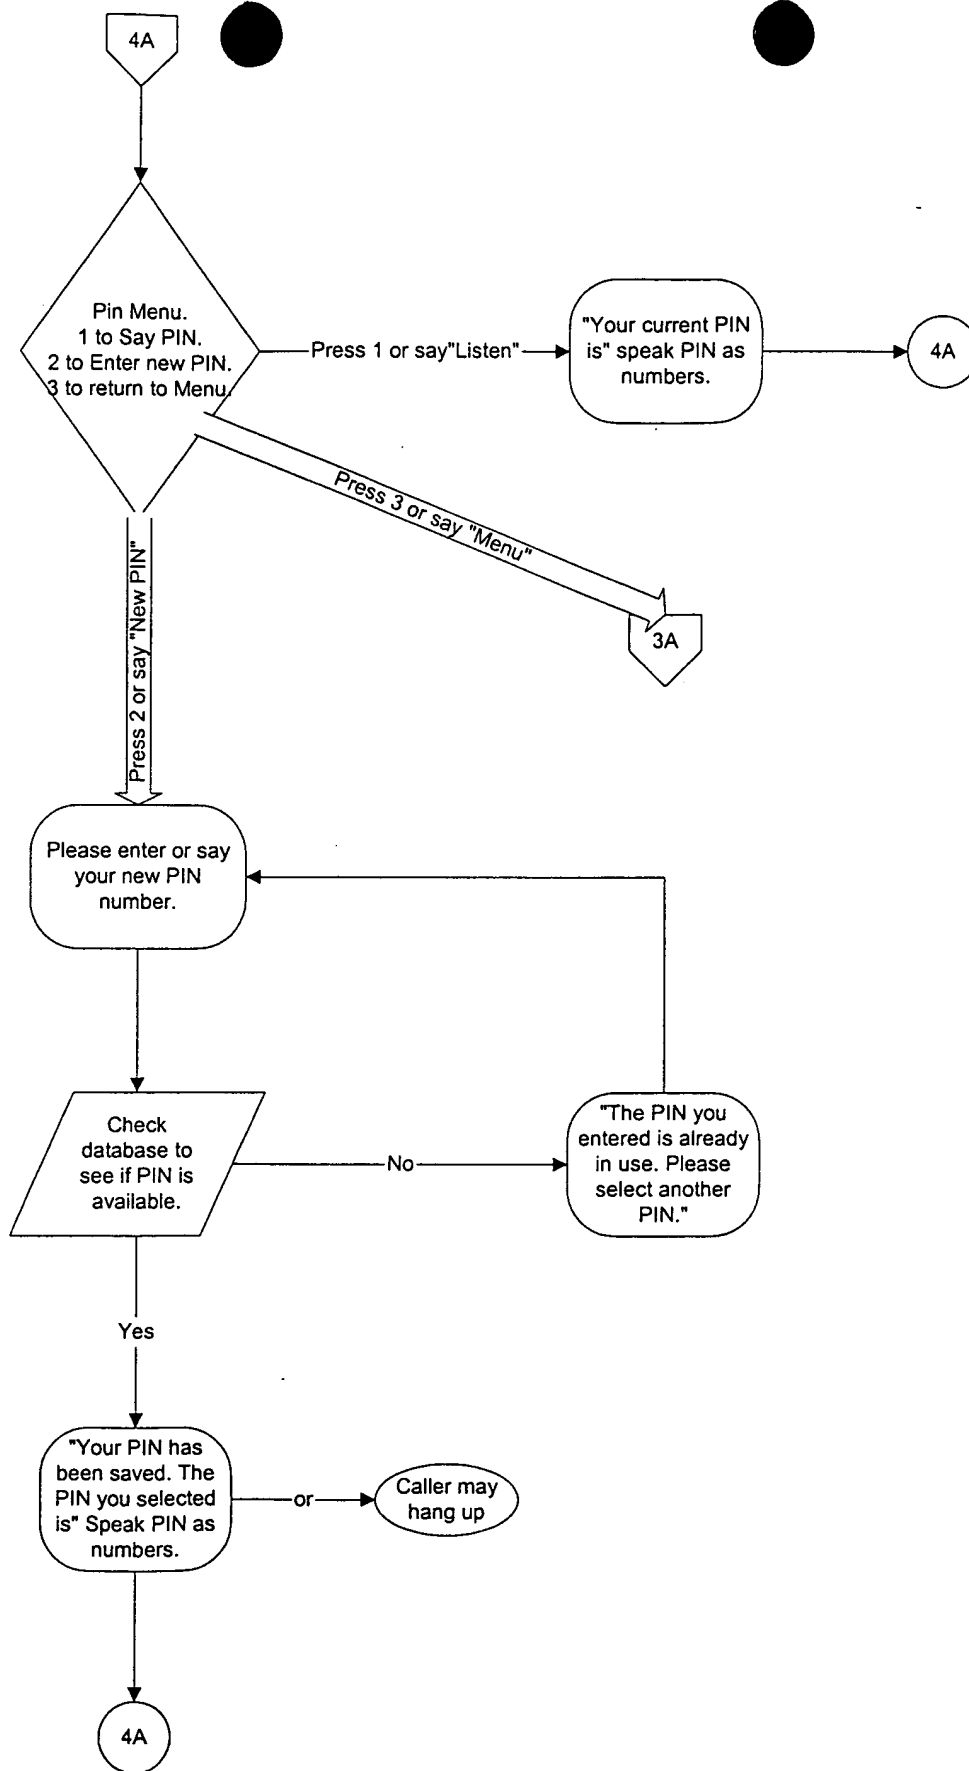 4A
Pin Menu.
1 to Say PIN.
2 to Enter new PIN.
3 to return to Menu.
Press 1 or say"Listen"
"Your current PIN
is" speak PIN as
numbers.
4A
Press 3 or say "Menu"
3A
Press 2 or say "New PIN"
Please enter or say
your new PIN
number.
Check
database to
see if PIN is
available.
No
"The PIN you
entered is already
in use. Please
select another
PIN."
Yes
"Your PIN has
been saved. The
PIN you selected
is" Speak PIN as
numbers.
or
Caller may
hang up
4A